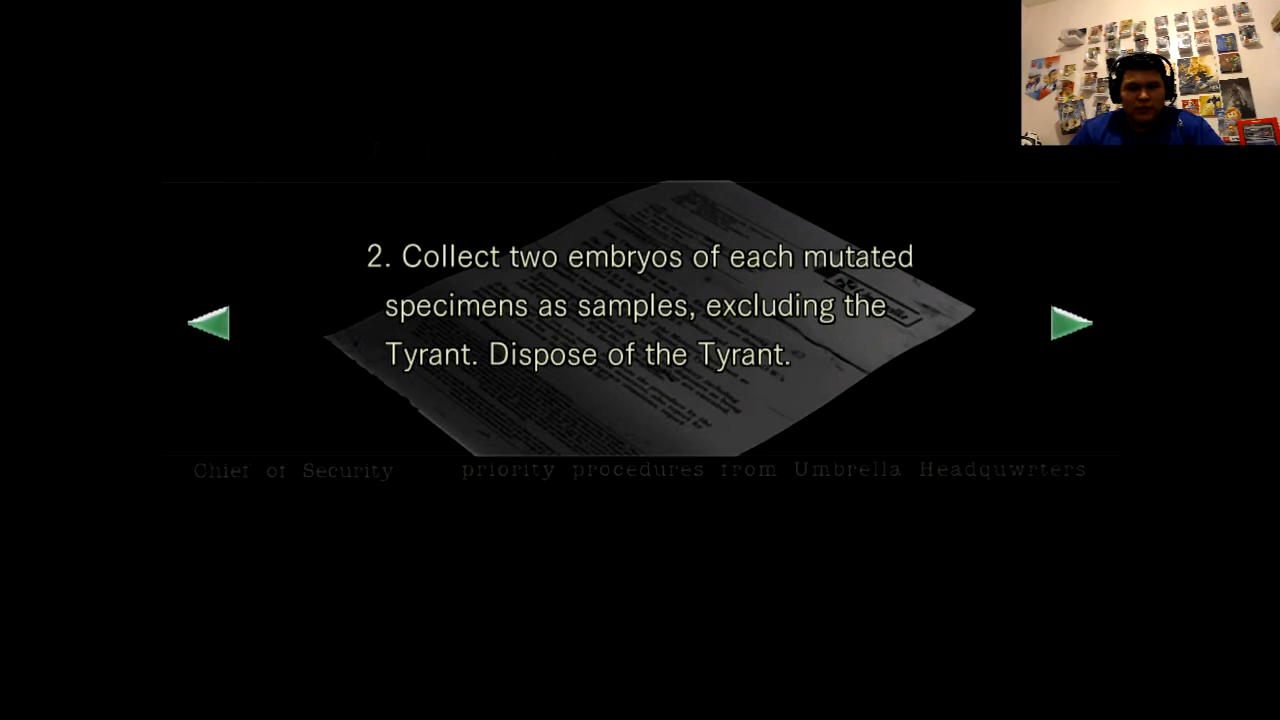 2. Collect two embryos of each mutated
specimens as samples, excluding the
Tyrant. Dispose of the Tyrant.
Chief of Security priority procedures from Umbrella Headquwrters